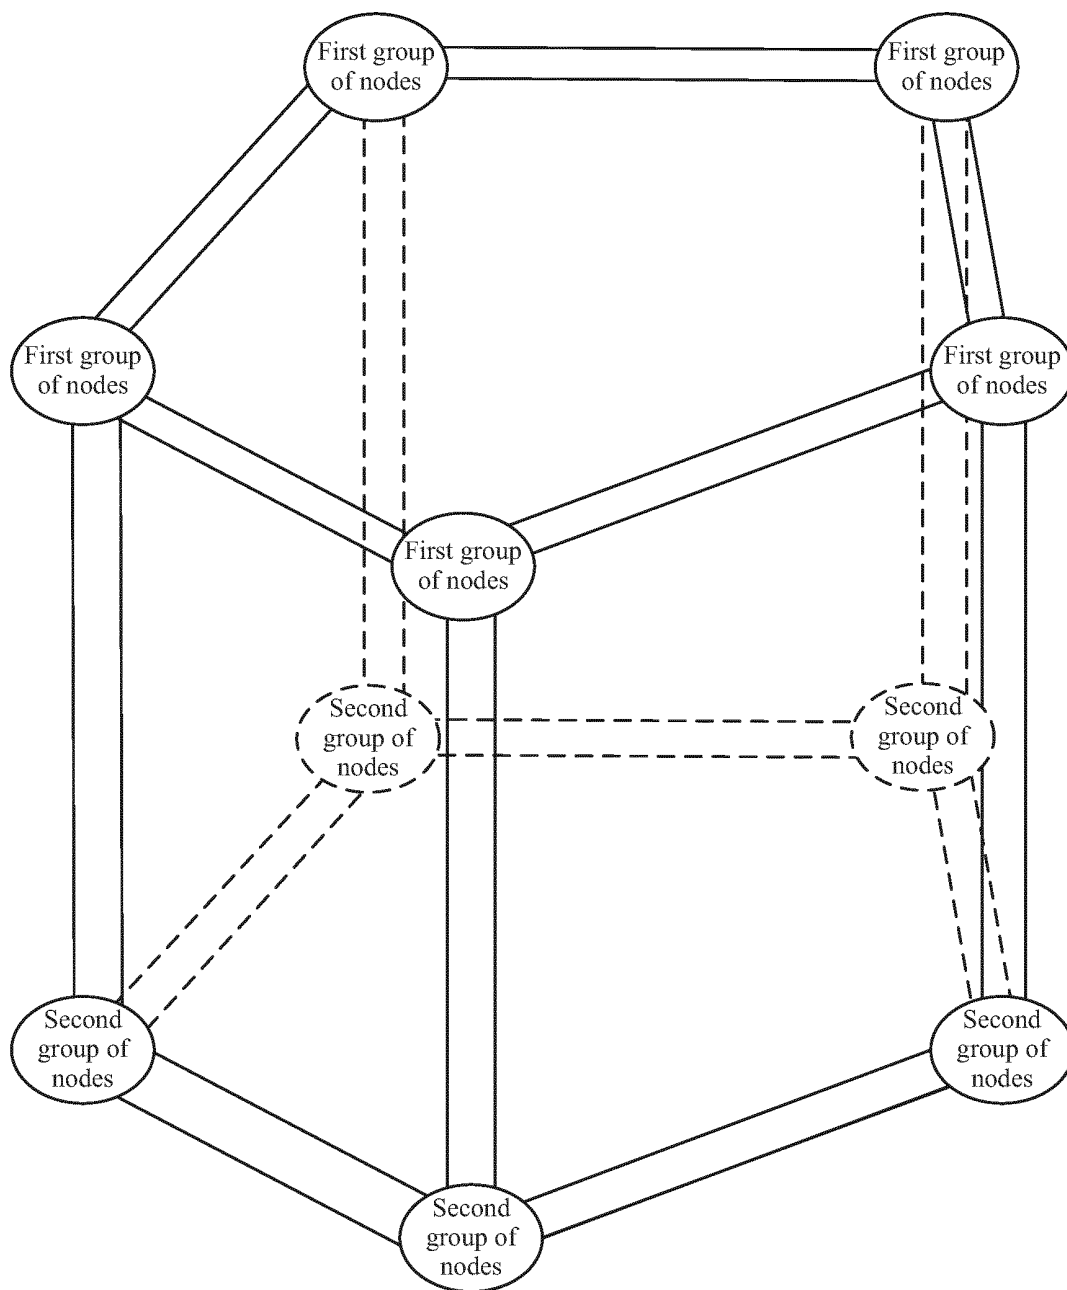 First group
of nodes
First group
of nodes
First group
of nodes
First group
of nodes
First group
of nodes
Second
group of
nodes
Second
group of
nodes
Second
group of
nodes
Second
group of
nodes
Second
group of
nodes